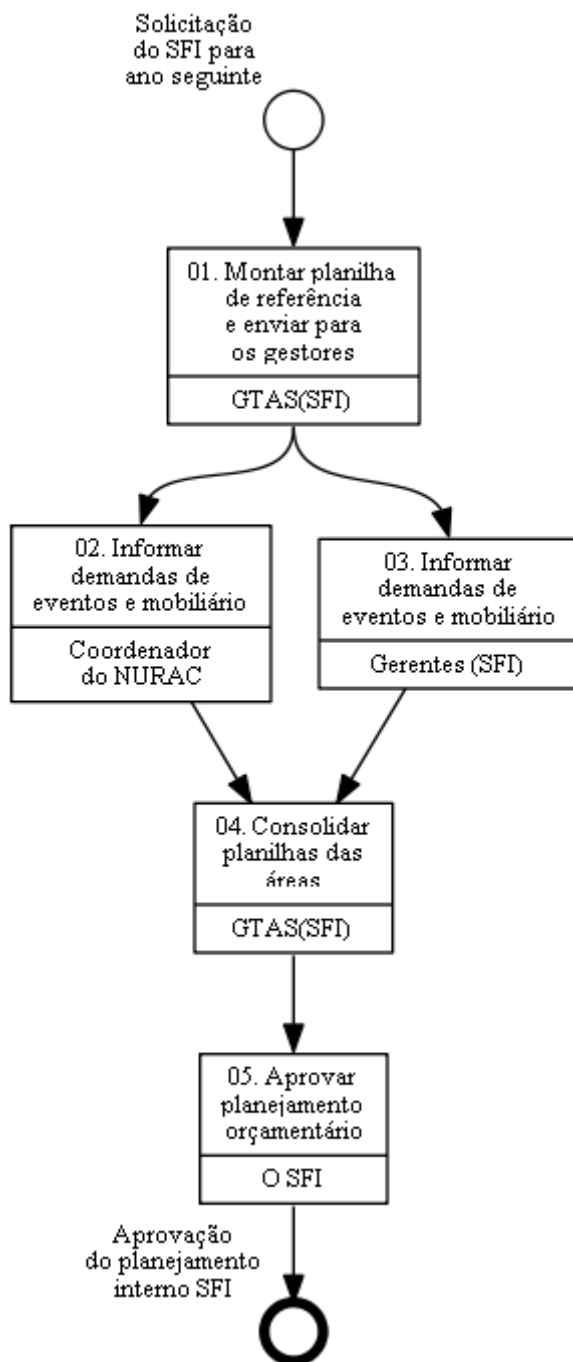 Solicitação
do SFI para
ano seguinte
01. Montar planilha
de referência
e enviar para
os gestores
GTAS(SFI)
02. Informar
demandas de
eventos e mobiliário
Coordenador
do NURAC
03. Informar
demandas de
eventos e mobiliário
Gerentes (SFI)
04. Consolidar
planilhas das
áreas
GTAS(SFI)
05. Aprovar
planejamento
orçamentário
O SFI
Aprovação
do planejamento
interno SFI